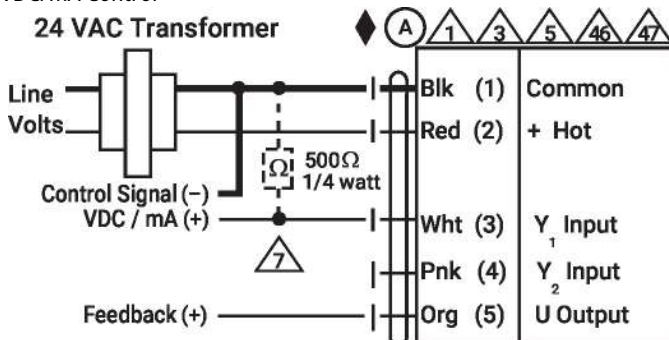 24 VAC Transformer
A 1 3 5 46 47
Line
Volts
Blk (1) Common
Red (2) + Hot
Ω 500Ω
1/4 watt
Control Signal (−)
VDC / mA (+)
7
Wht (3) Y₁ Input
Pnk (4) Y₂ Input
Feedback (+)
Org (5) U Output